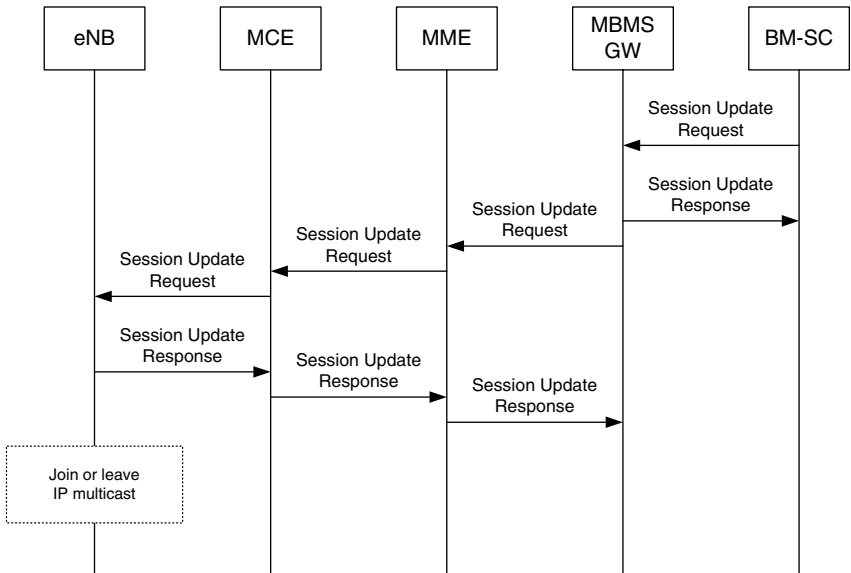 eNB
MCE
MME
MBMS
GW
BM-SC
Session Update
Request
Session Update
Response
Session Update
Request
Session Update
Request
Session Update
Request
Session Update
Response
Session Update
Response
Session Update
Response
Join or leave
IP multicast